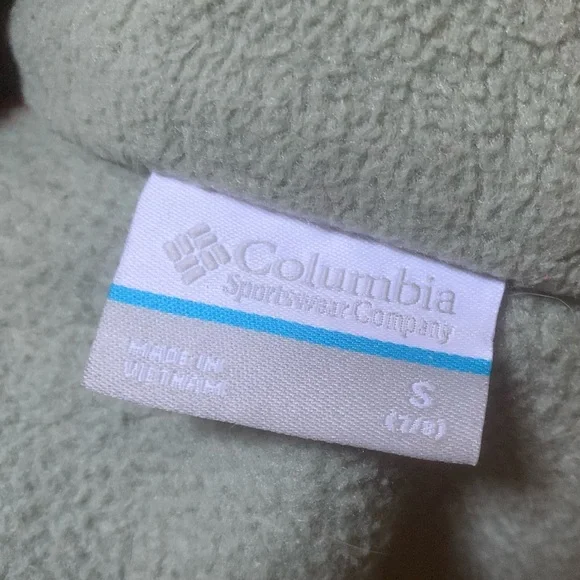 Columbia
Sportswear Company
MADE IN
VIETNAM
S
(7/8)